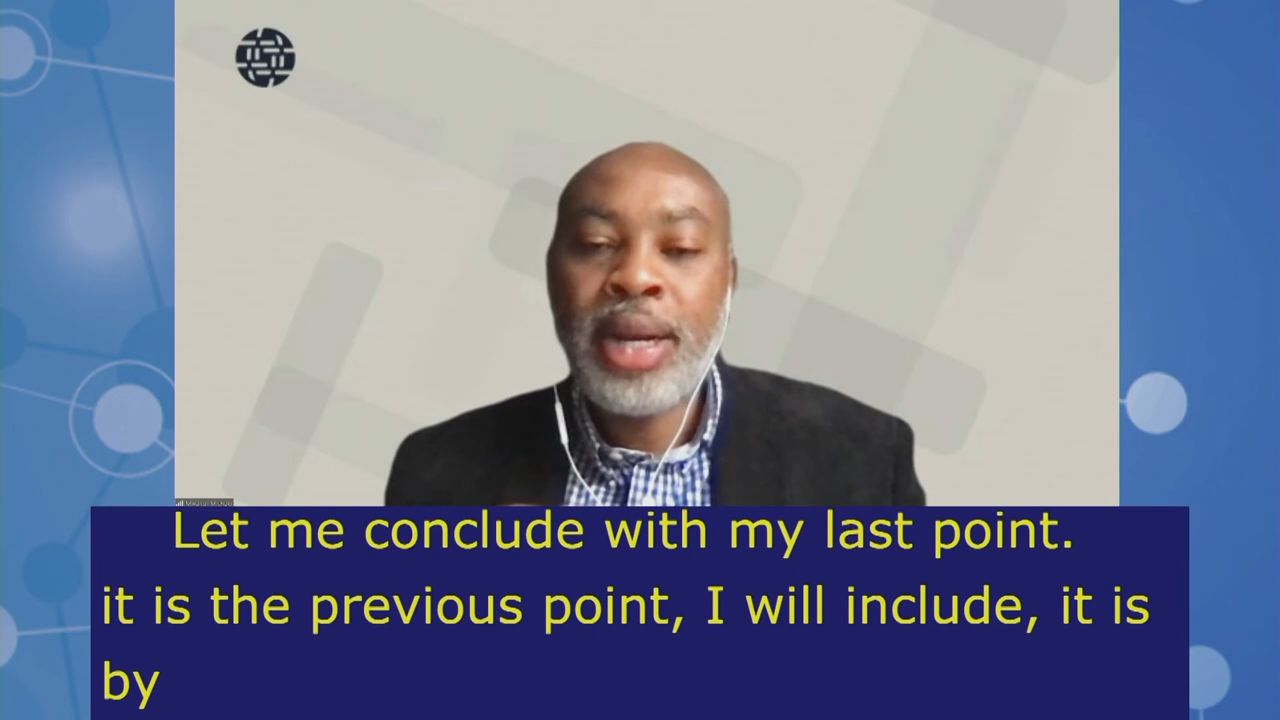 Let me conclude with my last point.
it is the previous point, I will include, it is
by